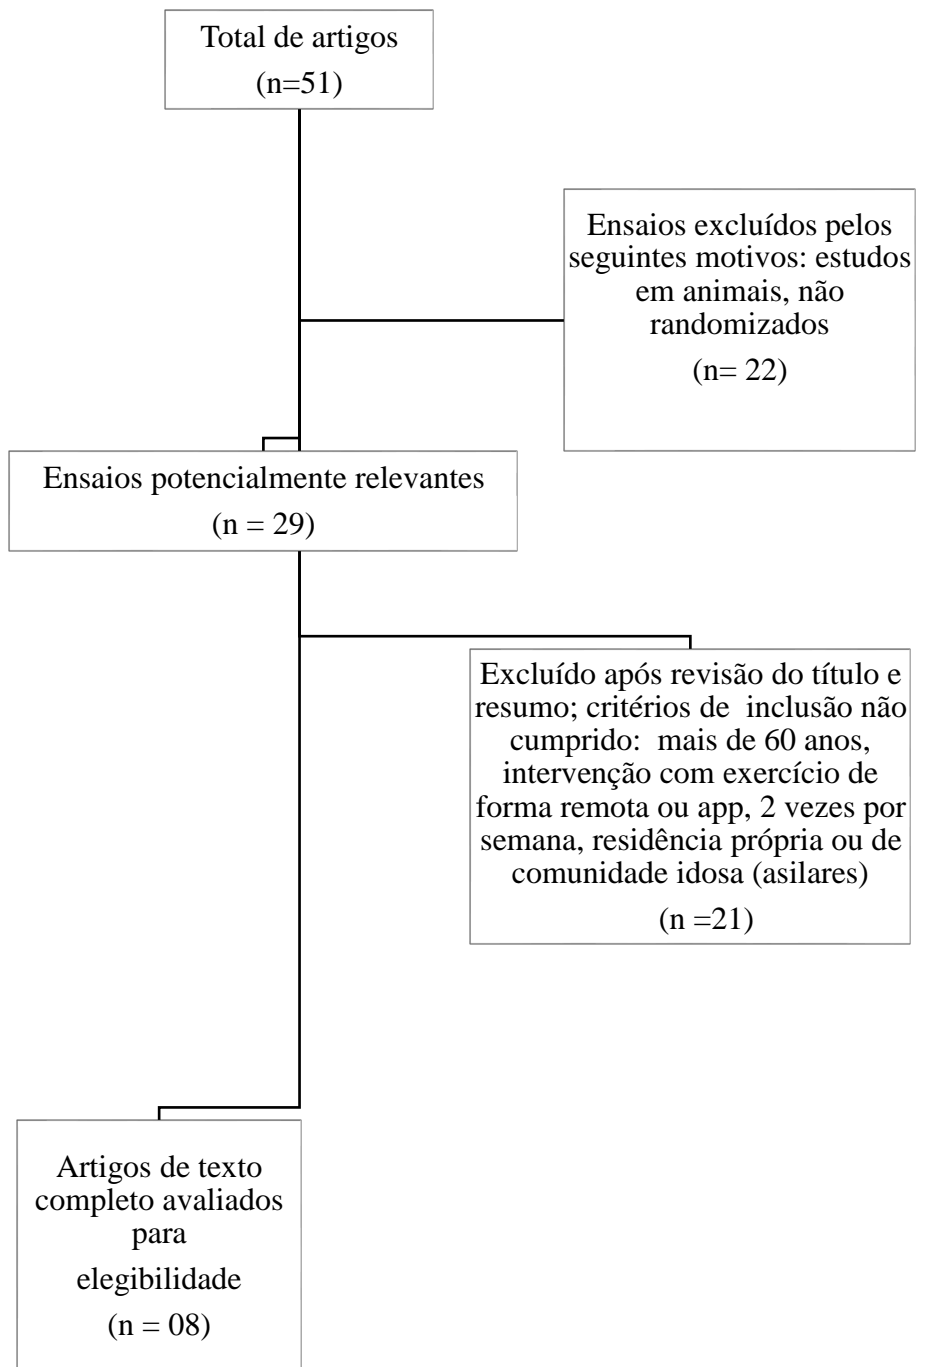 Total de artigos
(n=51)
Ensaios excluídos pelos
seguintes motivos: estudos
em animais, não
randomizados
(n= 22)
Ensaios potencialmente relevantes
(n = 29)
Excluído após revisão do título e
resumo; critérios de inclusão não
cumprido: mais de 60 anos,
intervenção com exercício de
forma remota ou app, 2 vezes por
semana, residência própria ou de
comunidade idosa (asilares)
(n =21)
Artigos de texto
completo avaliados
para
elegibilidade
(n = 08)